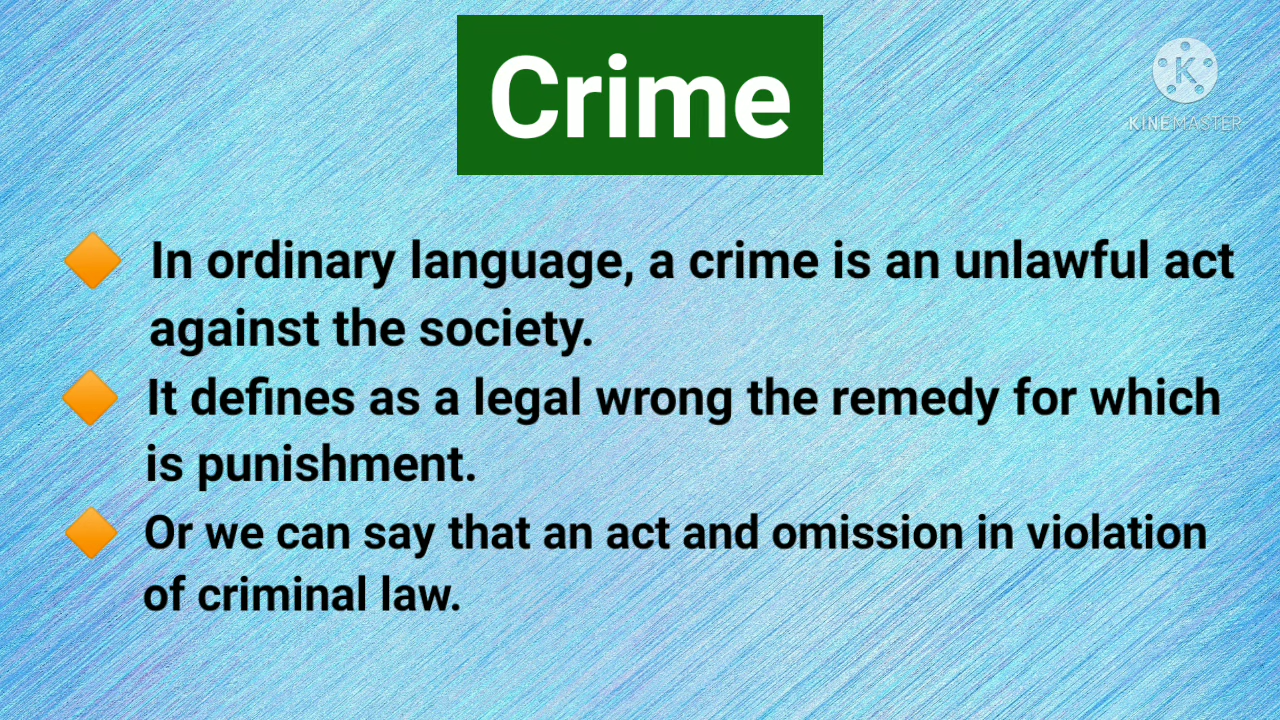 Crime
K
KINEMASTER
In ordinary language, a crime is an unlawful act
against the society.
It defines as a legal wrong the remedy for which
is punishment.
Or we can say that an act and omission in violation
of criminal law.